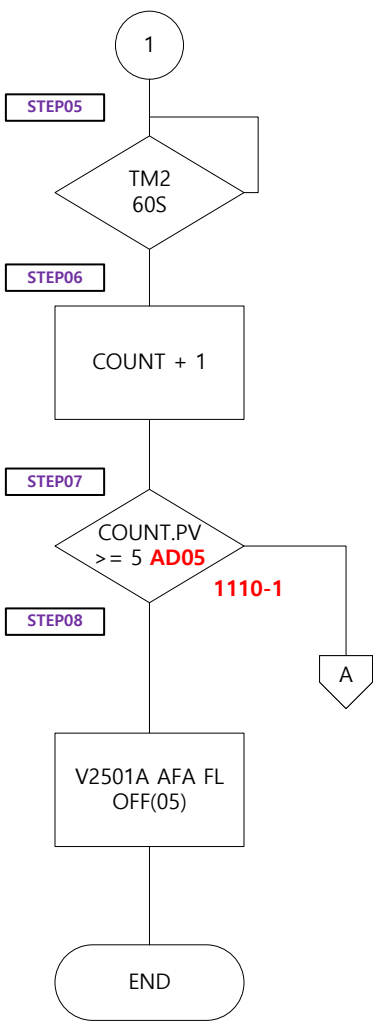 1
STEP05
TM2
60S
STEP06
COUNT + 1
STEP07
COUNT.PV
>= 5 AD05
1110-1
STEP08
A
V2501A AFA FL
OFF(05)
END